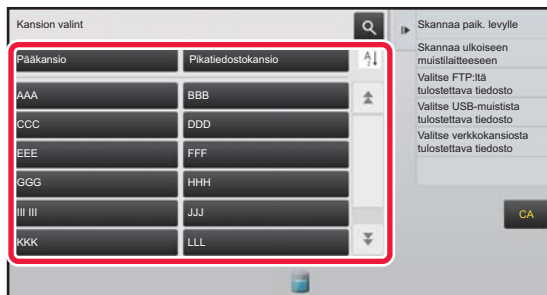 Kansion valint
Pääkansio
Pikatiedostokansio
AAA
BBB
CCC
DDD
EEE
FFF
GGG
HHH
III III
JJJ
KKK
LLL
Skannaa paik. levylle
Skannaa ulkoiseen
muistilaitteeseen
Valitse FTP:ltä
tulostettava tiedosto
Valitse USB-muistista
tulostettava tiedosto
Valitse verkkokansiosta
tulostettava tiedosto
CA